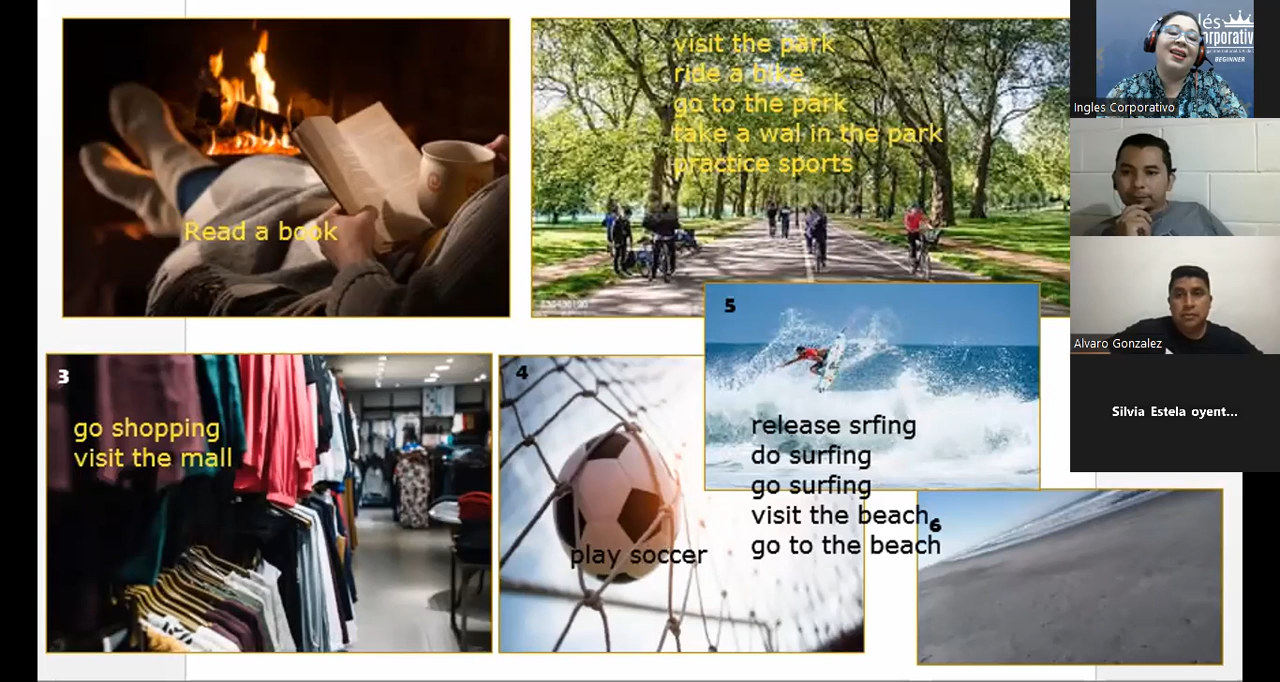 Read a book
visit the park
ride a bike
go to the park
take a wal in the park
practice sports
3
go shopping
visit the mall
4
play soccer
5
release srfing
do surfing
go surfing
visit the beach
go to the beach
6
BEGINNER
Ingles Corporativo
Alvaro Gonzalez
Silvia Estela oyent...